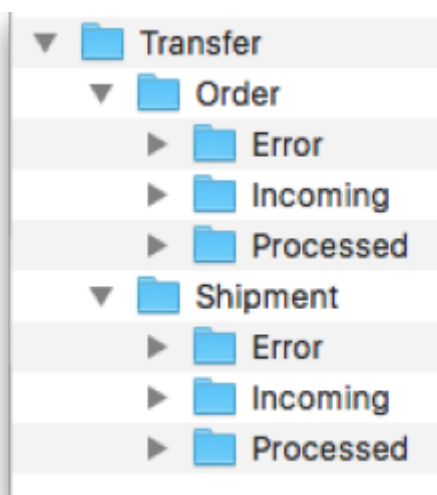 Transfer
Order
Error
Incoming
Processed
Shipment
Error
Incoming
Processed